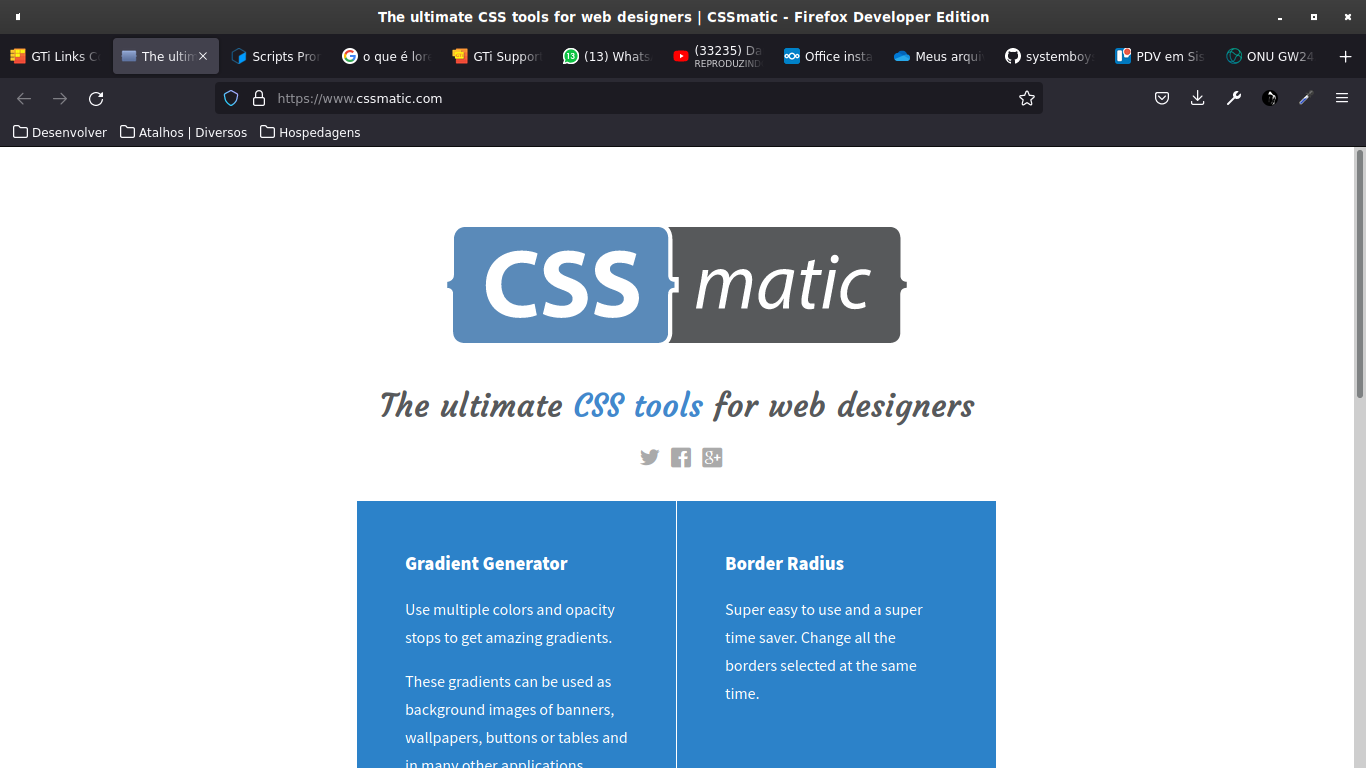 The ultimate CSS tools for web designers | CSSmatic - Firefox Developer Edition
GTi Links
The ultim
Scripts Pro
o que é lore
GTi Support
(13) Whats
(33235) Da
REPRODUZIND
Office insta
Meus arqui
systemboy
PDV em Sis
ONU GW24
https://www.cssmatic.com
Desenvolver
Atalhos | Diversos
Hospedagens
CSS matic
The ultimate CSS tools for web designers
Gradient Generator
Use multiple colors and opacity
stops to get amazing gradients.
These gradients can be used as
background images of banners,
wallpapers, buttons or tables and
in many other applications
Border Radius
Super easy to use and a super
time saver. Change all the
borders selected at the same
time.